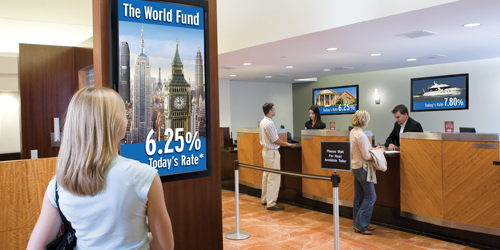 The World Fund
6.25%
Today's Rate*
Today's Rate
6.25%
Today's Rate
7.80%
Please Wait
For Next
Available Teller